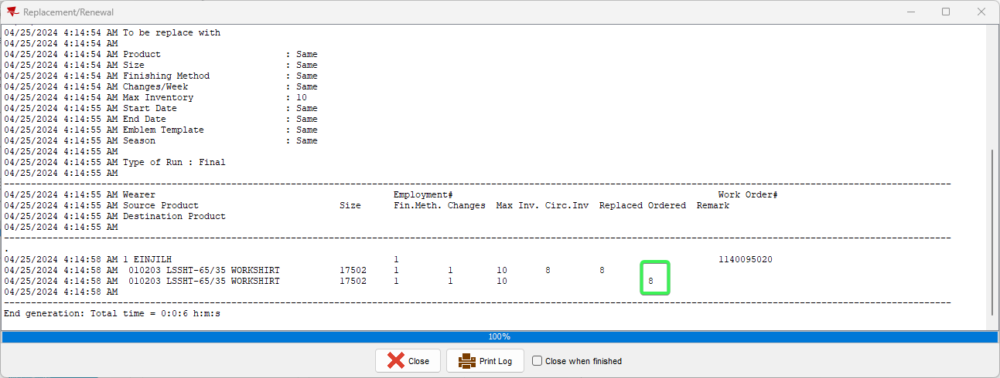 Replacement/Renewal
04/25/2024 4:14:54 AM To be replace with
04/25/2024 4:14:54 AM
04/25/2024 4:14:54 AM Product : Same
04/25/2024 4:14:54 AM Size : Same
04/25/2024 4:14:54 AM Finishing Method : Same
04/25/2024 4:14:54 AM Changes/Week : Same
04/25/2024 4:14:54 AM Max Inventory : 10
04/25/2024 4:14:55 AM Start Date : Same
04/25/2024 4:14:55 AM End Date : Same
04/25/2024 4:14:55 AM Emblem Template : Same
04/25/2024 4:14:55 AM Season : Same
04/25/2024 4:14:55 AM
04/25/2024 4:14:55 AM Type of Run : Final
04/25/2024 4:14:55 AM
04/25/2024 4:14:55 AM Wearer Employment# Work Order#
04/25/2024 4:14:55 AM Source Product Size Fin.Meth. Changes Max Inv. Circ.Inv Replaced Ordered Remark
04/25/2024 4:14:55 AM Destination Product
04/25/2024 4:14:55 AM
.
04/25/2024 4:14:58 AM 1 EINJILH 1 1140095020
04/25/2024 4:14:58 AM 010203 LSSHT-65/35 WORKSHIRT 17502 1 1 10 8 8
04/25/2024 4:14:58 AM 010203 LSSHT-65/35 WORKSHIRT 17502 1 1 10 8
04/25/2024 4:14:58 AM
End generation: Total time = 0:0:6 h:m:s
100%
Close Print Log Close when finished